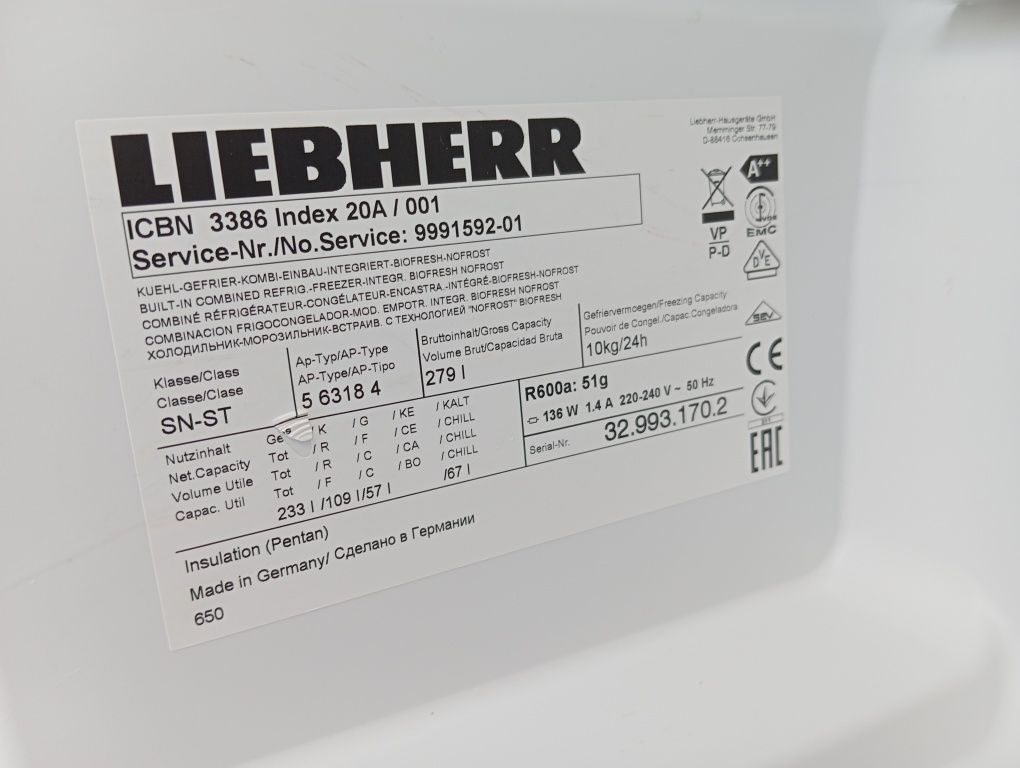 LIEBHERR
Liebherr-Hausgeräte GmbH
Memminger Str. 77-79
D-88416 Ochsenhausen
A++
ICBN 3386 Index 20A / 001
Service-Nr./No.Service: 9991592-01
VP
P-D
EMC
DVE
KUEHL-GEFRIER-KOMBI-EINBAU-INTEGRIERT-BIOFRESH-NOFROST
BUILT-IN COMBINED REFRIG.-FREEZER-INTEGR. BIOFRESH NOFROST
COMBINÉ RÉFRIGÉRATEUR-CONGÉLATEUR-ENCASTRA.-INTÉGRÉ-BIOFRESH-NOFROST
COMBINACION FRIGOCONGELADOR-MOD. EMPOTR. INTEGR. BIOFRESH NOFROST
ХОЛОДИЛЬНИК-МОРОЗИЛЬНИК-ВСТРАИВ. С ТЕХНОЛОГИЕЙ "NOFROST" BIOFRESH
Klasse/Class
Classe/Clase
SN-ST
Ap-Typ/AP-Type
AP-Type/AP-Tipo
5 6318 4
Bruttoinhalt/Gross Capacity
Volume Brut/Capacidad Bruta
279 l
Gefriervermoegen/Freezing Capacity
Pouvoir de Congel./Capac.Congeladora
10kg/24h
SEV
CE
Nutzinhalt Ges /K /G /KE /KALT
Net.Capacity Tot /R /F /CE /CHILL
Volume Utile Tot /R /C /CA /CHILL
Capac. Util Tot /F /C /BO /CHILL
233 l /109 l /57 l /67 l
R600a: 51g
136 W 1.4 A 220-240 V ~ 50 Hz
Serial-Nr. 32.993.170.2
EAC
Insulation (Pentan)
Made in Germany/ Сделано в Германии
650